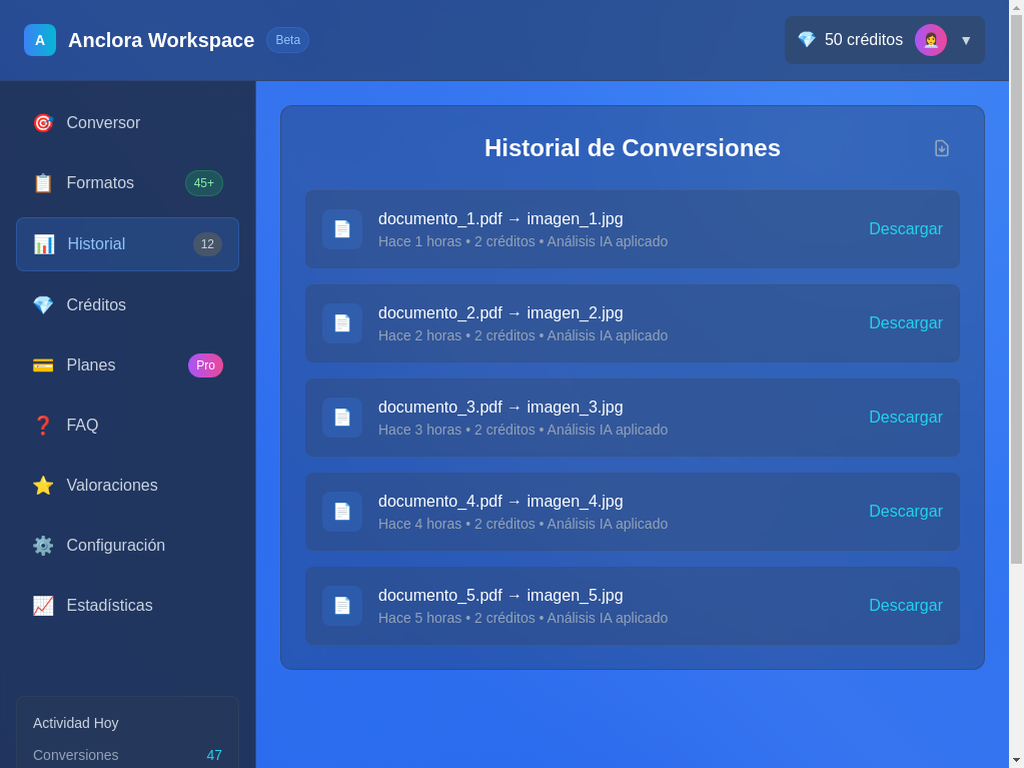 A
Anclora Workspace
Beta
50 créditos
Conversor
Formatos
45+
Historial
12
Créditos
Planes
Pro
FAQ
Valoraciones
Configuración
Estadísticas
Actividad Hoy
Conversiones
47
Historial de Conversiones
documento_1.pdf → imagen_1.jpg
Hace 1 horas • 2 créditos • Análisis IA aplicado
Descargar
documento_2.pdf → imagen_2.jpg
Hace 2 horas • 2 créditos • Análisis IA aplicado
Descargar
documento_3.pdf → imagen_3.jpg
Hace 3 horas • 2 créditos • Análisis IA aplicado
Descargar
documento_4.pdf → imagen_4.jpg
Hace 4 horas • 2 créditos • Análisis IA aplicado
Descargar
documento_5.pdf → imagen_5.jpg
Hace 5 horas • 2 créditos • Análisis IA aplicado
Descargar